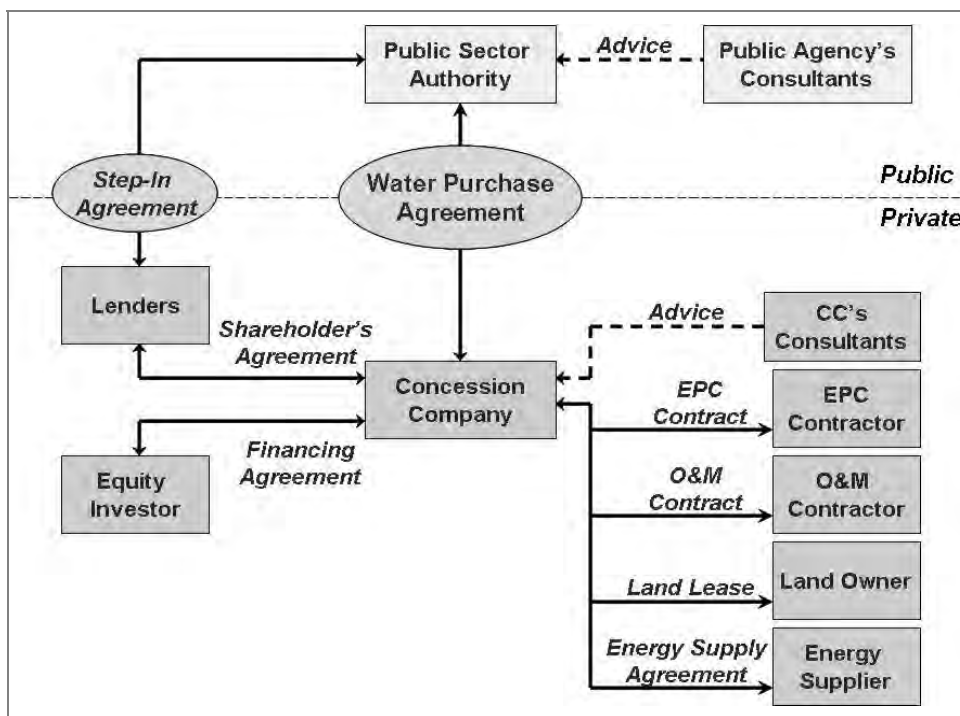 Public Sector
Authority
Advice
Public Agency's
Consultants
Step-In
Agreement
Water Purchase
Agreement
Public
Private
Lenders
Shareholder's
Agreement
Advice
CC's
Consultants
Concession
Company
EPC
Contract
EPC
Contractor
Financing
Agreement
Equity
Investor
O&M
Contract
O&M
Contractor
Land Lease
Land Owner
Energy Supply
Agreement
Energy
Supplier